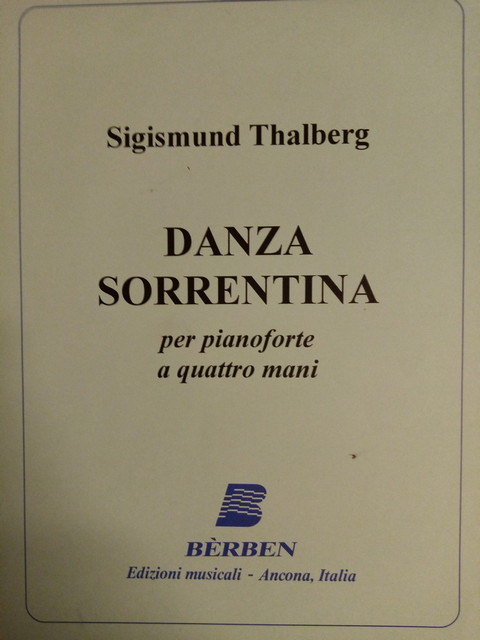 Sigismund Thalberg
DANZA
SORRENTINA
per pianoforte
a quattro mani
BÈRBEN
Edizioni musicali - Ancona, Italia